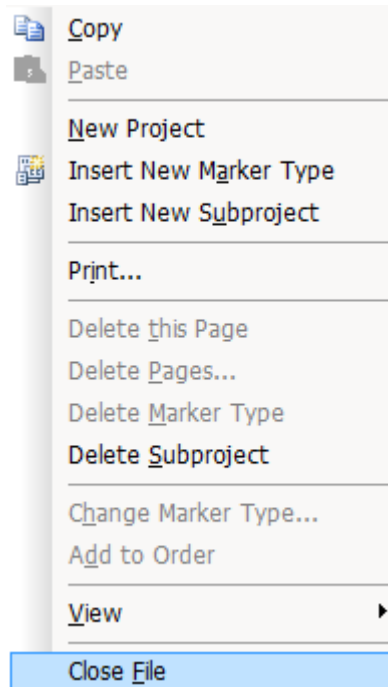 Copy
Paste
New Project
Insert New Marker Type
Insert New Subproject
Print...
Delete this Page
Delete Pages...
Delete Marker Type
Delete Subproject
Change Marker Type...
Add to Order
View
Close File